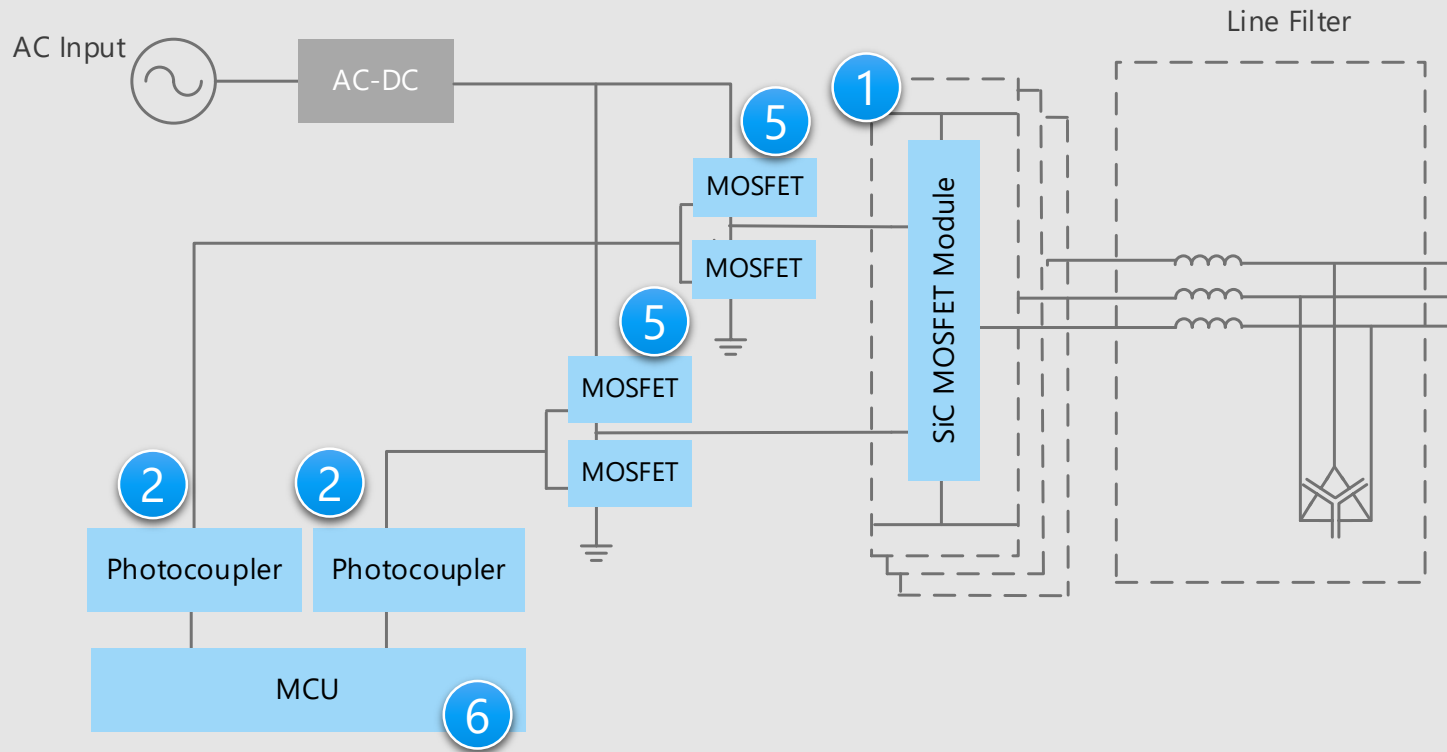 Line Filter
AC Input
AC-DC
1
5
MOSFET
MOSFET
SiC MOSFET Module
5
MOSFET
MOSFET
2
2
Photocoupler
Photocoupler
MCU
6